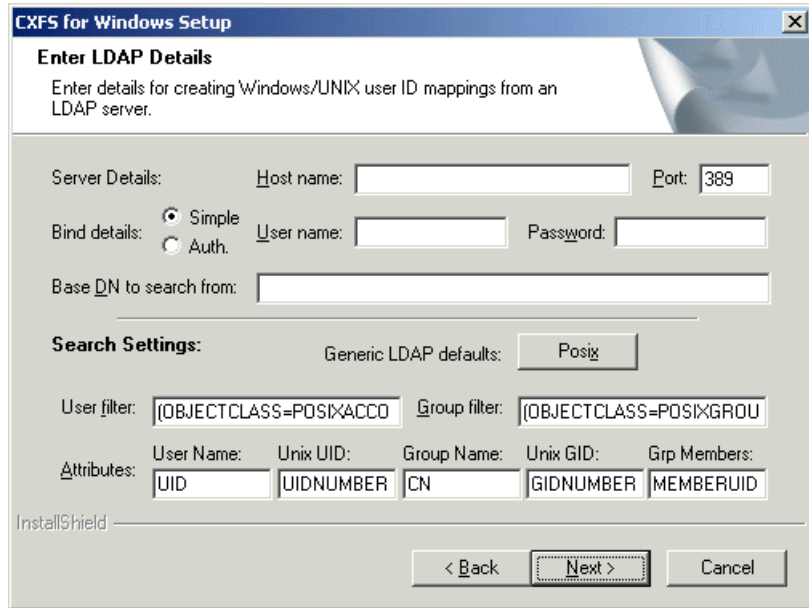 CXFS for Windows Setup
Enter LDAP Details
Enter details for creating Windows/UNIX user ID mappings from an
LDAP server.
Server Details: Host name: Port: 389
Simple
Bind details: User name: Password:
Auth.
Base DN to search from:
Search Settings: Generic LDAP defaults: Posix
User filter: (OBJECTCLASS=POSIXACCO Group filter: (OBJECTCLASS=POSIXGROU
User Name: Unix UID: Group Name: Unix GID: Grp Members:
Attributes: UID UIDNUMBER CN GIDNUMBER MEMBERUID
InstallShield
< Back Next > Cancel